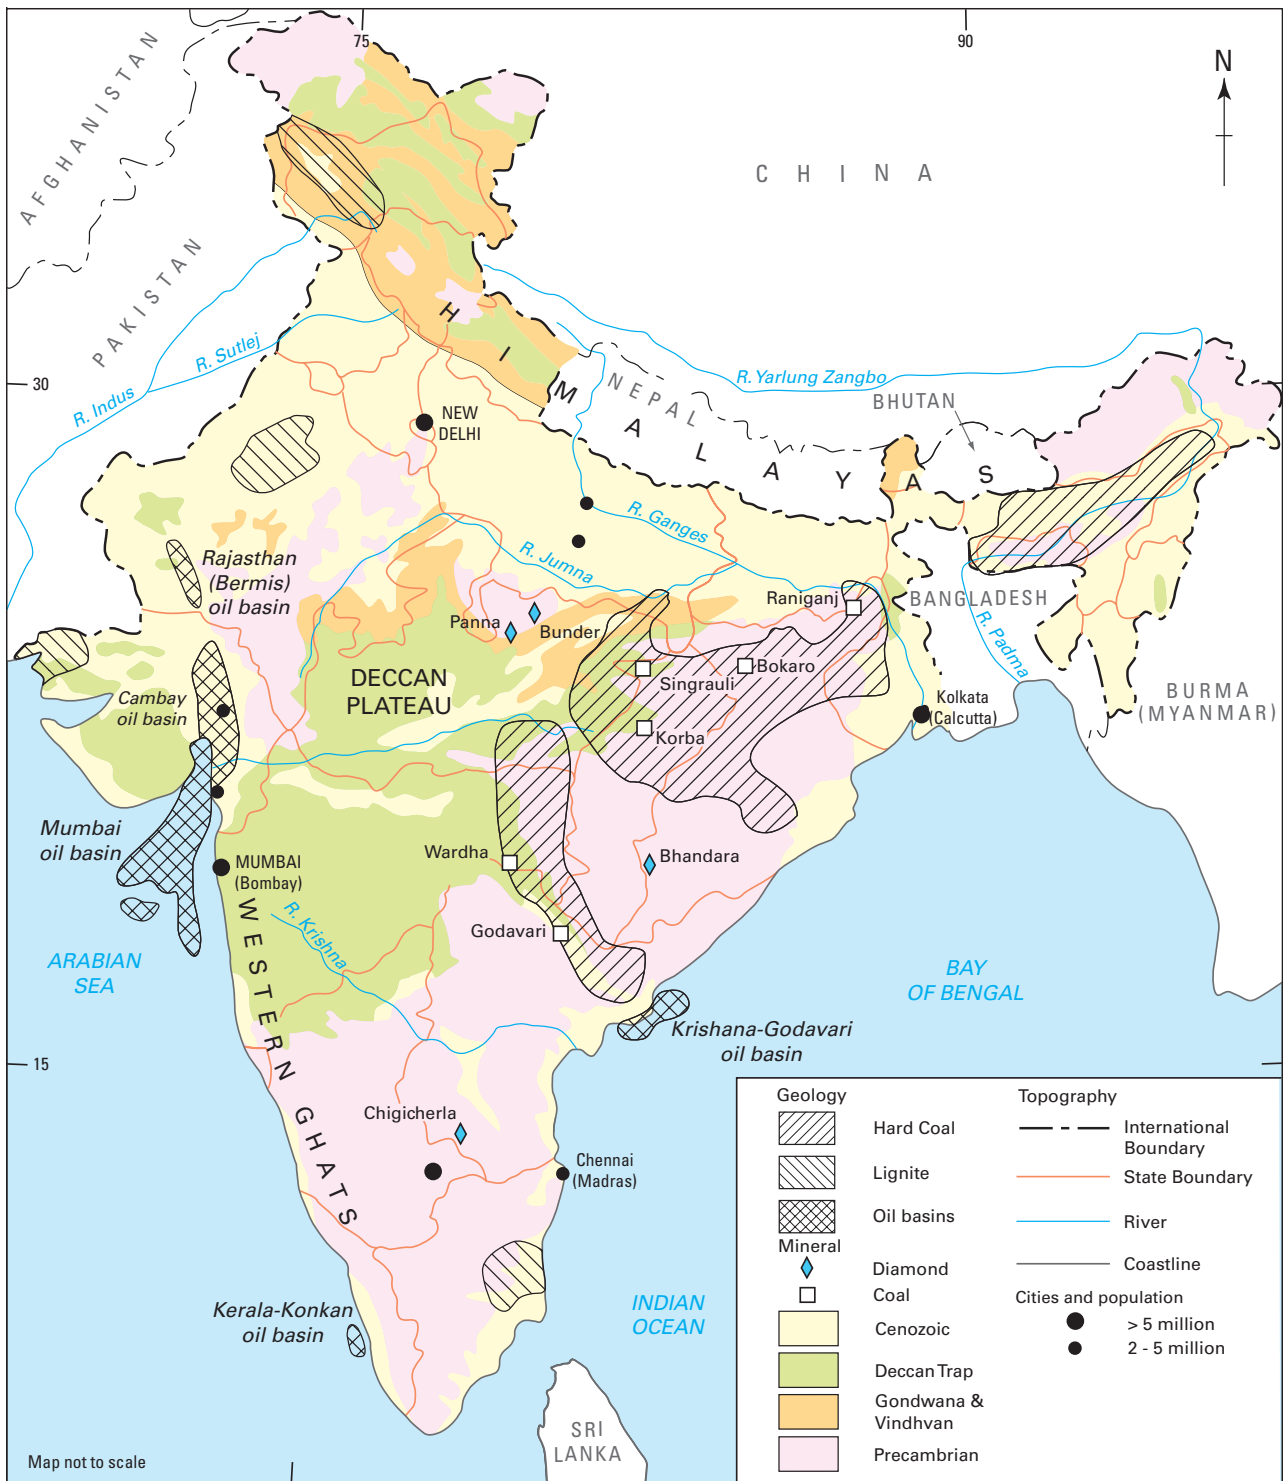 75
90
N
AFGHANISTAN
PAKISTAN
CHINA
HIMALAYAS
NEPAL
BHUTAN
R. Sutlej
R. Indus
30
R. Yarlung Zangbo
NEW
DELHI
R. Ganges
R. Jumna
Rajasthan
(Bermis)
oil basin
Panna
Bunder
Raniganj
BANGLADESH
R. Padma
DECCAN
PLATEAU
Singrauli
Bokaro
Korba
Cambay
oil basin
Kolkata
(Calcutta)
BURMA
(MYANMAR)
Mumbai
oil basin
MUMBAI
(Bombay)
Wardha
Bhandara
R. Krishna
Godavari
WESTERN GHATS
ARABIAN
SEA
BAY
OF BENGAL
Krishana-Godavari
oil basin
15
Chigicherla
Chennai
(Madras)
Kerala-Konkan
oil basin
INDIAN
OCEAN
SRI
LANKA
Map not to scale
Geology
Hard Coal
Lignite
Oil basins
Mineral
Diamond
Coal
Cenozoic
Deccan Trap
Gondwana &
Vindhvan
Precambrian
Topography
International
Boundary
State Boundary
River
Coastline
Cities and population
> 5 million
2 - 5 million